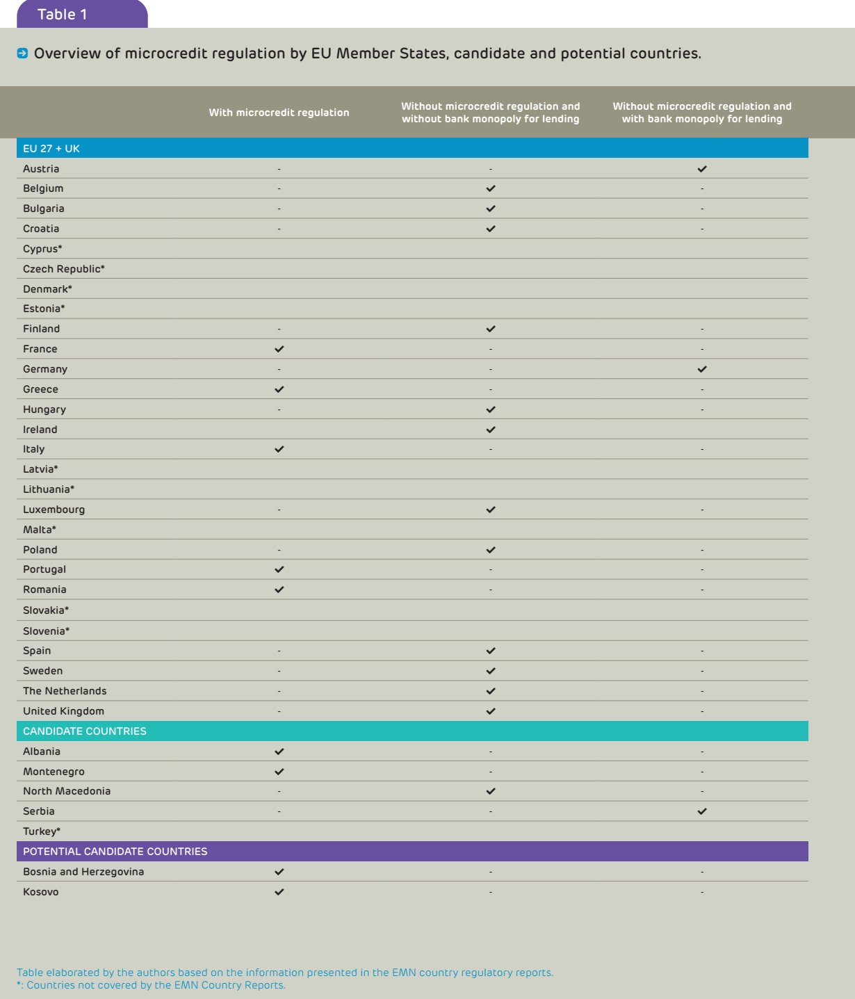 Table 1
Overview of microcredit regulation by EU Member States, candidate and potential countries.
With microcredit regulation
Without microcredit regulation and
without bank monopoly for lending
Without microcredit regulation and
with bank monopoly for lending
EU 27 + UK
Austria - - ✔
Belgium - ✔ -
Bulgaria - ✔ -
Croatia - ✔ -
Cyprus*
Czech Republic*
Denmark*
Estonia*
Finland - ✔ -
France ✔ - -
Germany - - ✔
Greece ✔ - -
Hungary - ✔ -
Ireland ✔
Italy ✔ - -
Latvia*
Lithuania*
Luxembourg - ✔ -
Malta*
Poland - ✔ -
Portugal ✔ - -
Romania ✔ - -
Slovakia*
Slovenia*
Spain - ✔ -
Sweden - ✔ -
The Netherlands - ✔ -
United Kingdom - ✔ -
CANDIDATE COUNTRIES
Albania ✔ - -
Montenegro ✔ - -
North Macedonia - ✔ -
Serbia - - ✔
Turkey*
POTENTIAL CANDIDATE COUNTRIES
Bosnia and Herzegovina ✔ - -
Kosovo ✔ - -
Table elaborated by the authors based on the information presented in the EMN country regulatory reports.
*: Countries not covered by the EMN Country Reports.